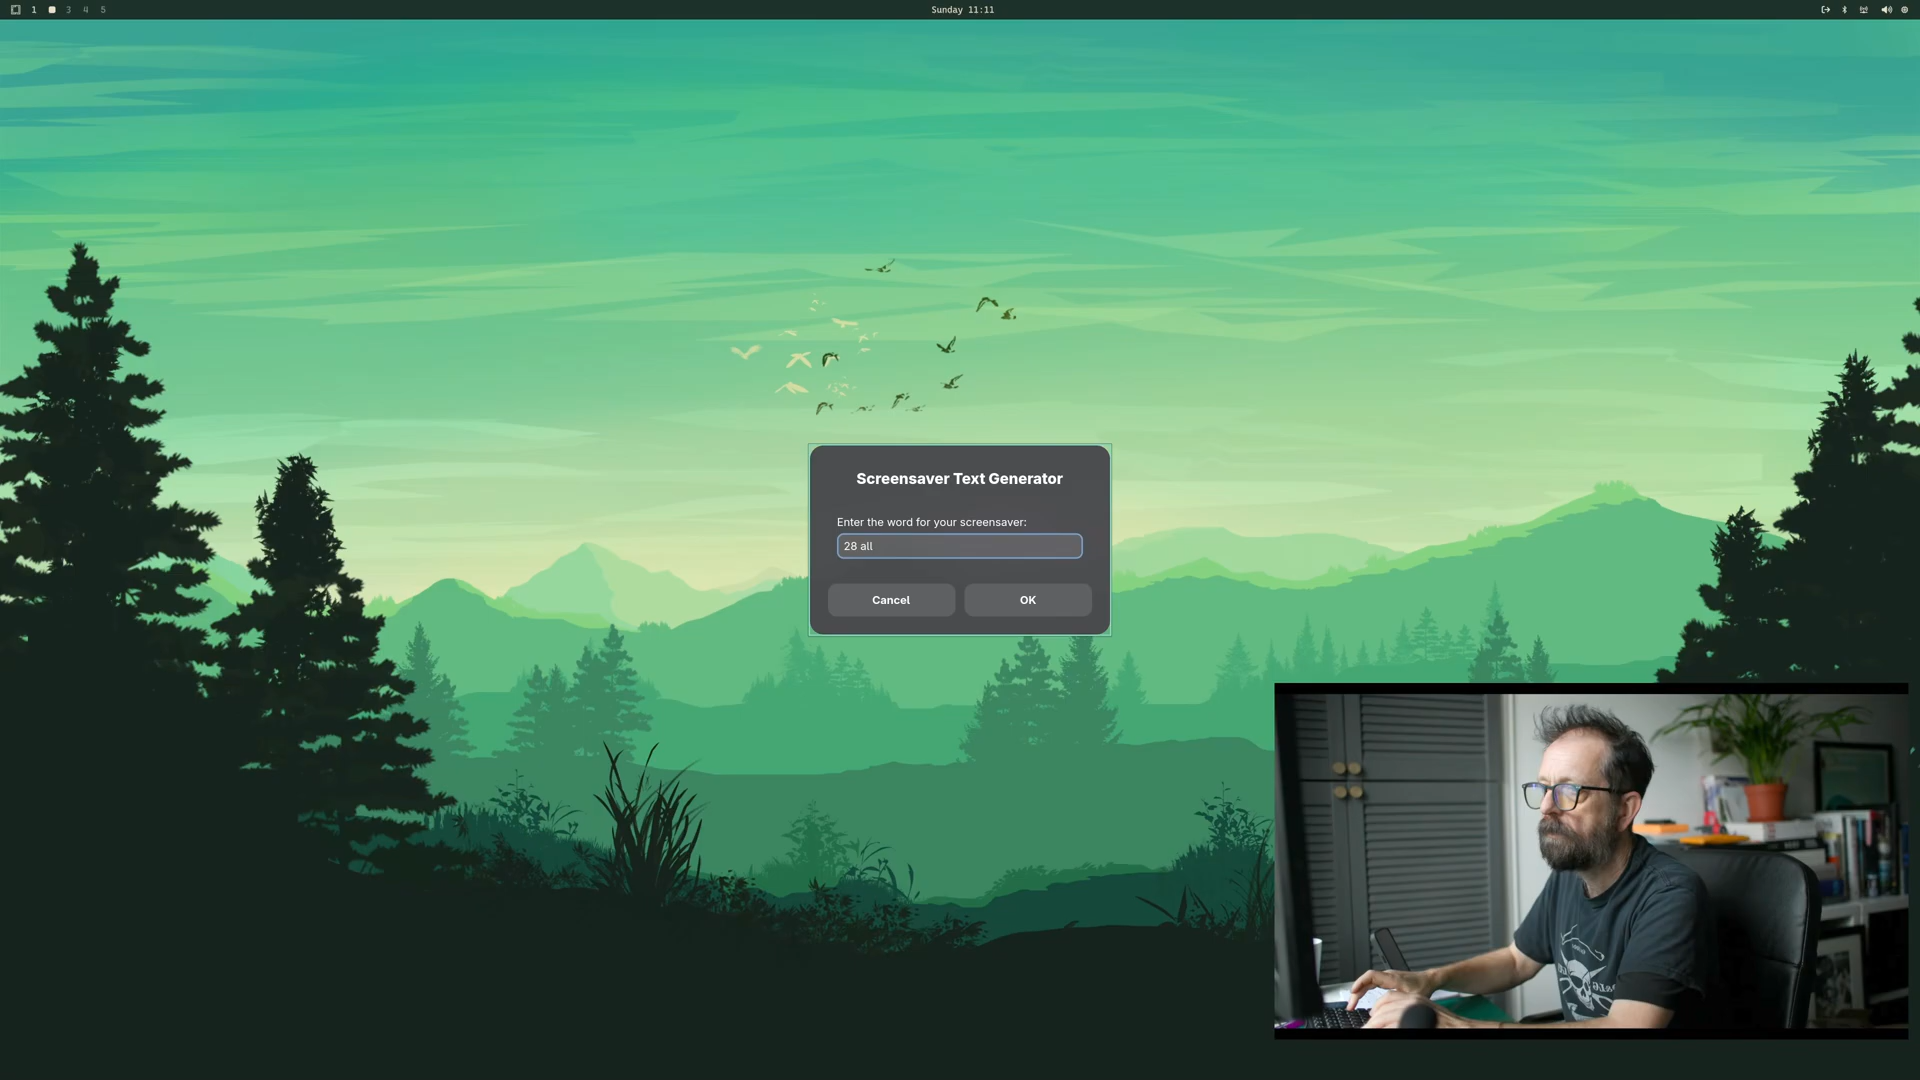 1 3 4 5
Sunday 11:11
Screensaver Text Generator
Enter the word for your screensaver:
28 all
Cancel
OK